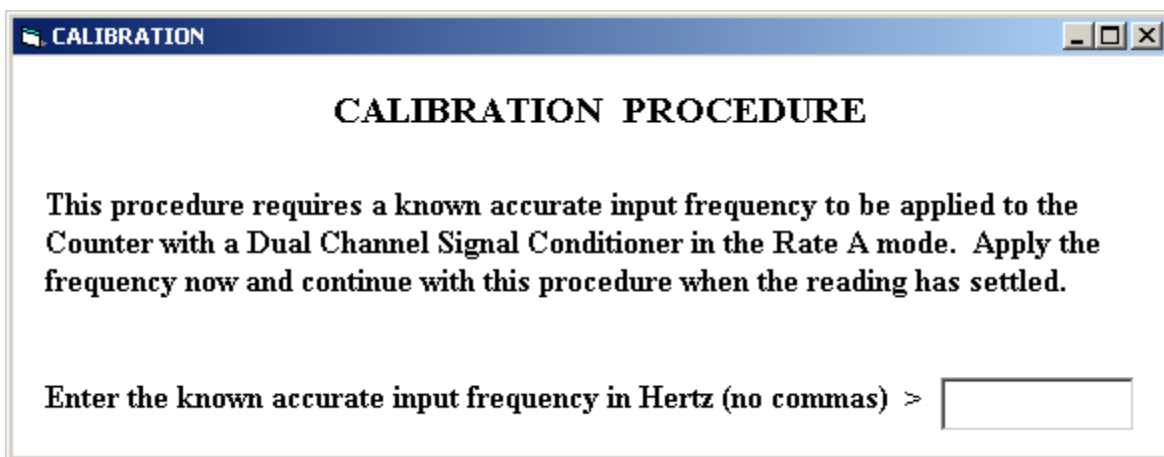 CALIBRATION
CALIBRATION PROCEDURE
This procedure requires a known accurate input frequency to be applied to the
Counter with a Dual Channel Signal Conditioner in the Rate A mode. Apply the
frequency now and continue with this procedure when the reading has settled.
Enter the known accurate input frequency in Hertz (no commas) >